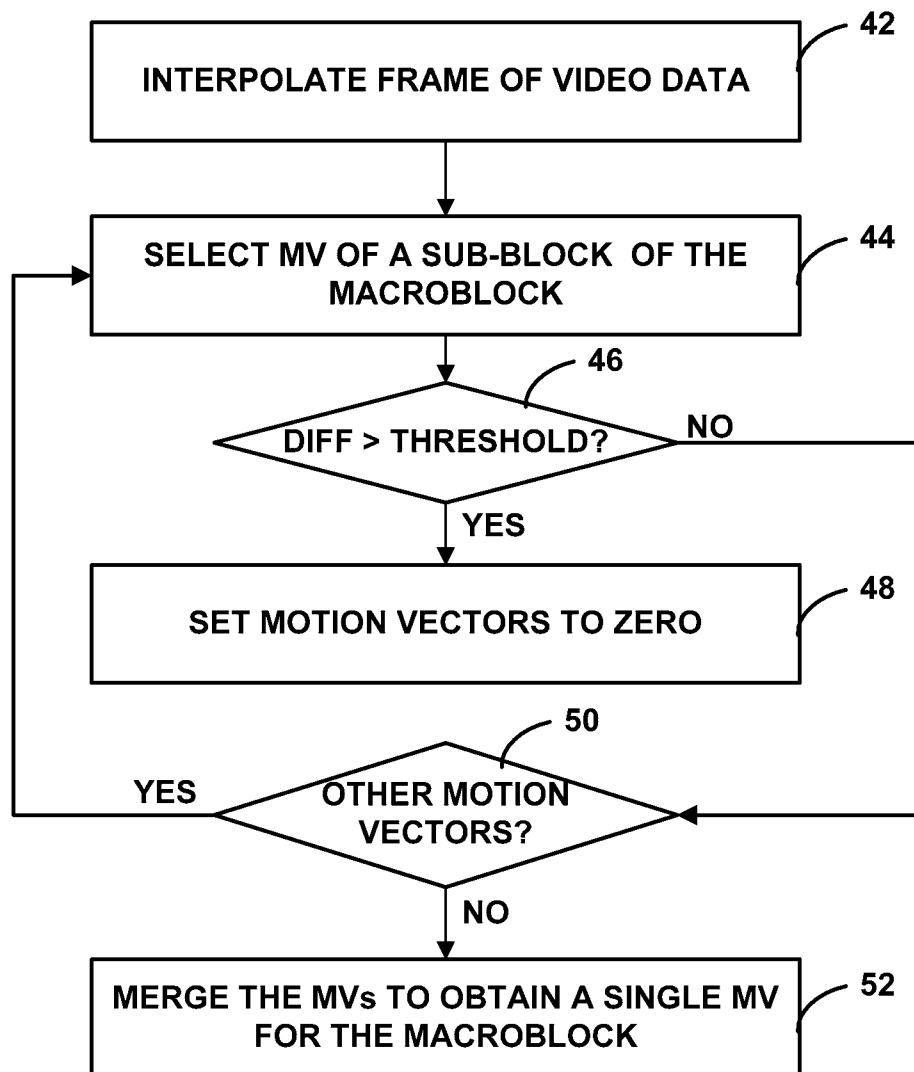 42
INTERPOLATE FRAME OF VIDEO DATA
44
SELECT MV OF A SUB-BLOCK OF THE
MACROBLOCK
46
DIFF > THRESHOLD?
NO
YES
48
SET MOTION VECTORS TO ZERO
50
YES
OTHER MOTION
VECTORS?
NO
52
MERGE THE MVs TO OBTAIN A SINGLE MV
FOR THE MACROBLOCK